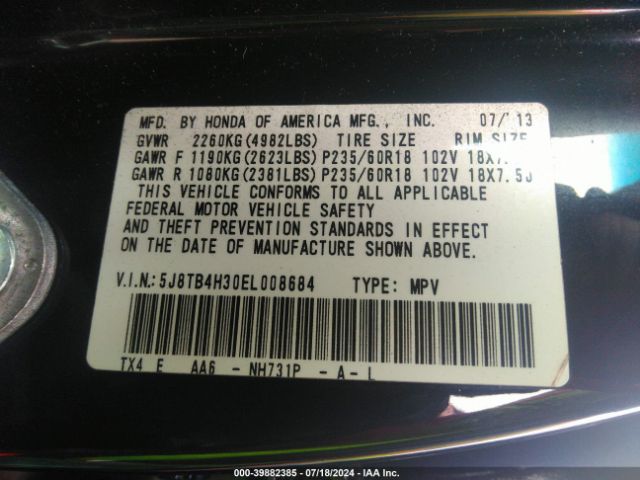 MFD. BY HONDA OF AMERICA MFG., INC. 07/13
GVWR 2260KG(4982LBS) TIRE SIZE RIM SIZE
GAWR F 1190KG(2623LBS) P235/60R18 102V 18X7.
GAWR R 1080KG(2381LBS) P235/60R18 102V 18X7.5J
THIS VEHICLE CONFORMS TO ALL APPLICABLE
FEDERAL MOTOR VEHICLE SAFETY
AND THEFT PREVENTION STANDARDS IN EFFECT
ON THE DATE OF MANUFACTURE SHOWN ABOVE.
V.I.N.: 5J8TB4H30EL008684 TYPE: MPV
TX4 E AA6 - NH731P - A - L
000-39882385 - 07/18/2024 - IAA Inc.